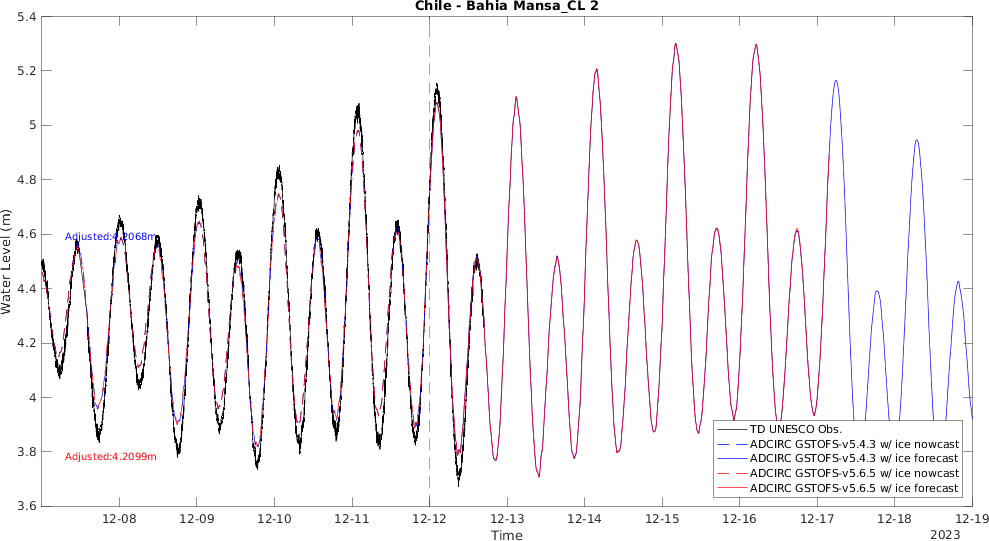 Chile - Bahia Mansa_CL 2
Water Level (m)
5.4
5.2
5
4.8
4.6
4.4
4.2
4
3.8
3.6
Adjusted:4.2068m
Adjusted:4.2099m
TD UNESCO Obs.
ADCIRC GSTOFS-v5.4.3 w/ ice nowcast
ADCIRC GSTOFS-v5.4.3 w/ ice forecast
ADCIRC GSTOFS-v5.6.5 w/ ice nowcast
ADCIRC GSTOFS-v5.6.5 w/ ice forecast
12-08 12-09 12-10 12-11 12-12 12-13 12-14 12-15 12-16 12-17 12-18 12-19
Time
2023